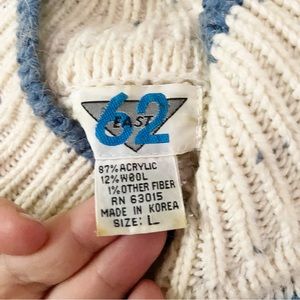 62
EAST
87% ACRYLIC
12% WOOL
1% OTHER FIBER
RN 63015
MADE IN KOREA
SIZE: L